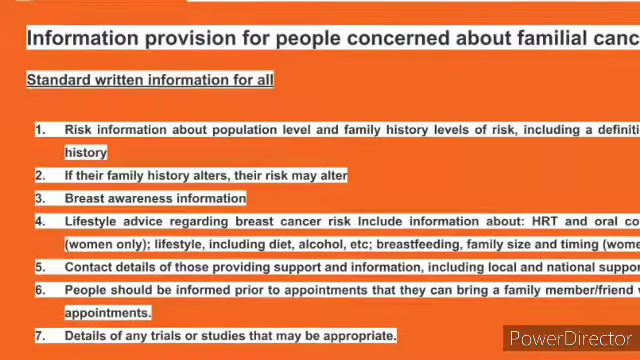 Information provision for people concerned about familial canc
Standard written information for all
1. Risk information about population level and family history levels of risk, including a definiti
history
2. If their family history alters, their risk may alter
3. Breast awareness information
4. Lifestyle advice regarding breast cancer risk Include information about: HRT and oral co
(women only); lifestyle, including diet, alcohol, etc; breastfeeding, family size and timing (wome
5. Contact details of those providing support and information, including local and national suppo
6. People should be informed prior to appointments that they can bring a family member/friend w
appointments.
7. Details of any trials or studies that may be appropriate.
PowerDirector